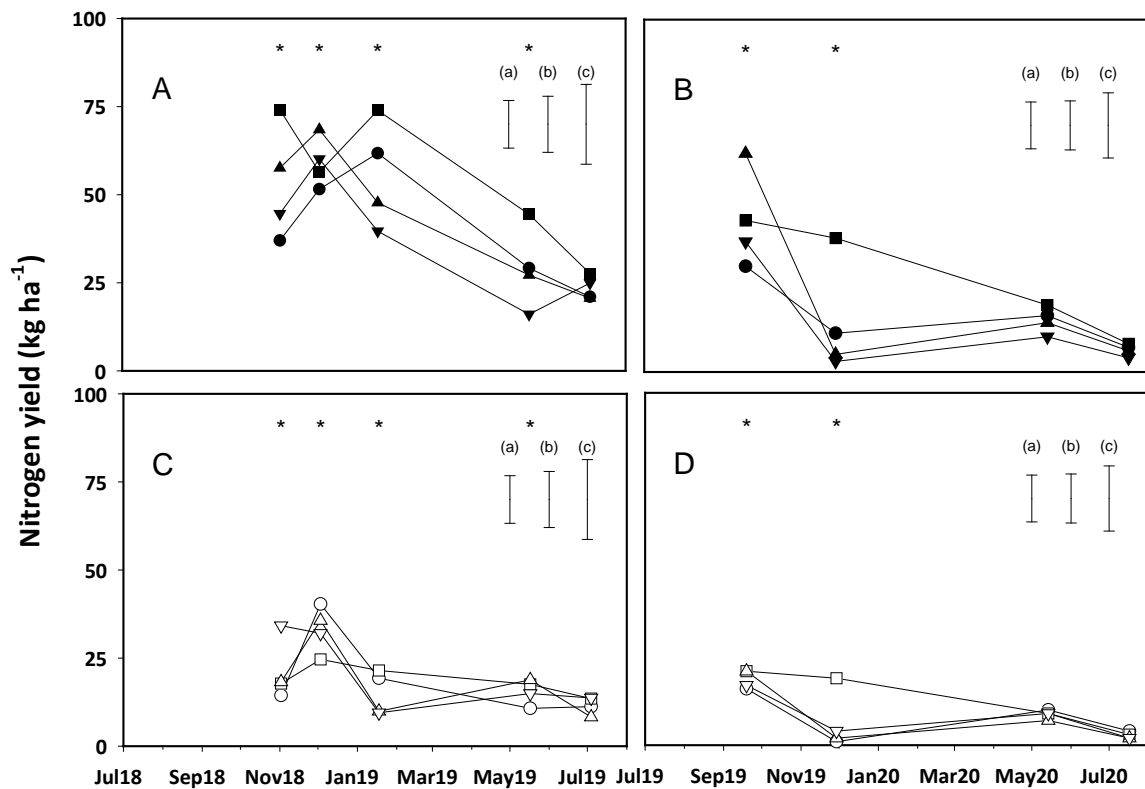 Nitrogen yield (kg ha⁻¹)
100
75
50
25
0
* * * *
A
(a) (b) (c)
* *
B
(a) (b) (c)
100
75
50
25
0
* * * *
C
(a) (b) (c)
* *
D
(a) (b) (c)
Jul18 Sep18 Nov18 Jan19 Mar19 May19 Jul19
Jul19 Sep19 Nov19 Jan20 Mar20 May20 Jul20